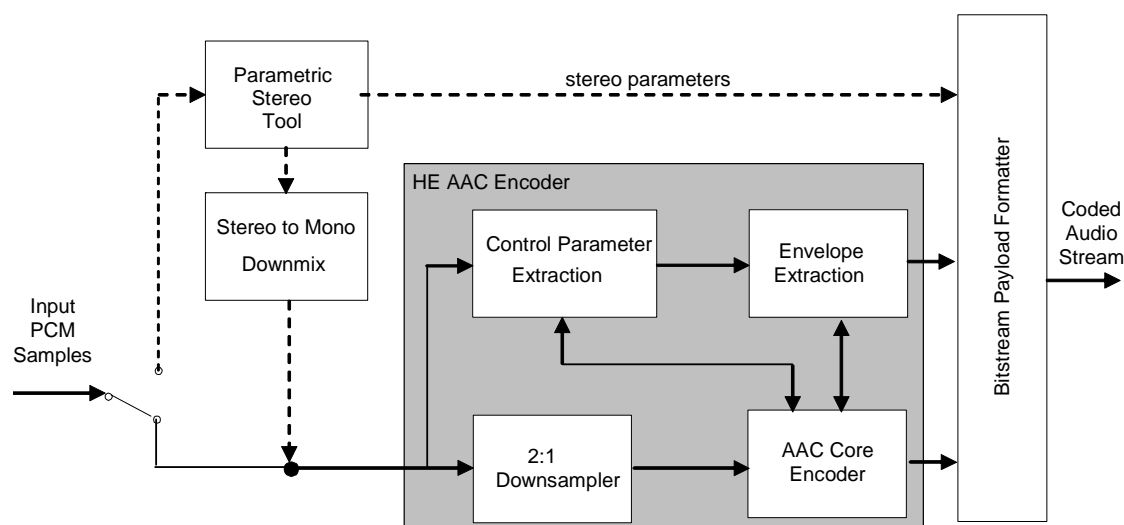 Parametric
Stereo
Tool
stereo parameters
Stereo to Mono
Downmix
HE AAC Encoder
Control Parameter
Extraction
Envelope
Extraction
Input
PCM
Samples
2:1
Downsampler
AAC Core
Encoder
Bitstream Payload Formatter
Coded
Audio
Stream